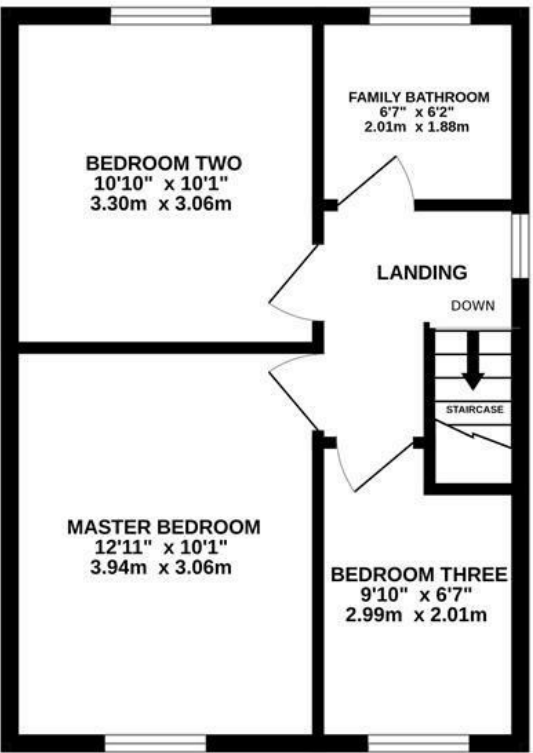 FAMILY BATHROOM
6'7" x 6'2"
2.01m x 1.88m
BEDROOM TWO
10'10" x 10'1"
3.30m x 3.06m
LANDING
DOWN
STAIRCASE
MASTER BEDROOM
12'11" x 10'1"
3.94m x 3.06m
BEDROOM THREE
9'10" x 6'7"
2.99m x 2.01m